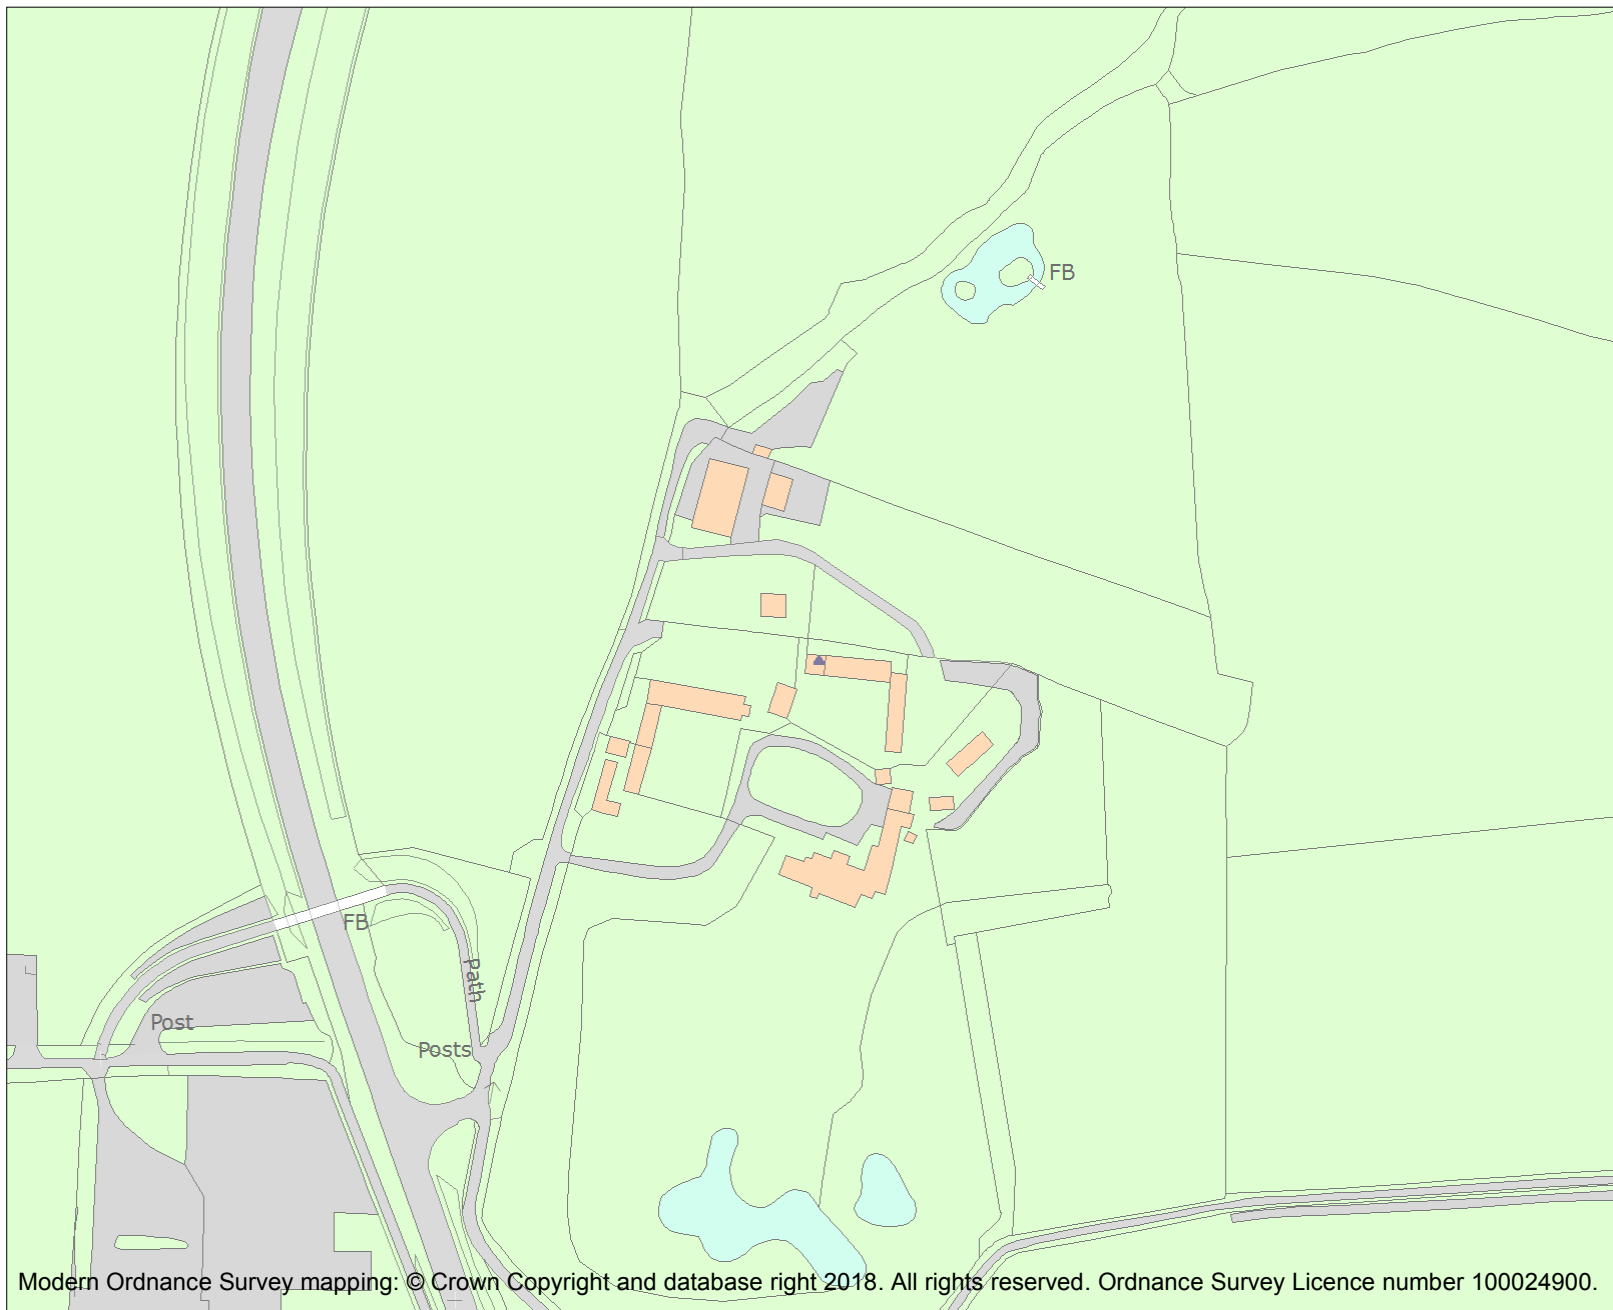 FB
FB
Path
Post
Posts
Modern Ordnance Survey mapping: © Crown Copyright and database right 2018. All rights reserved. Ordnance Survey Licence number 100024900.